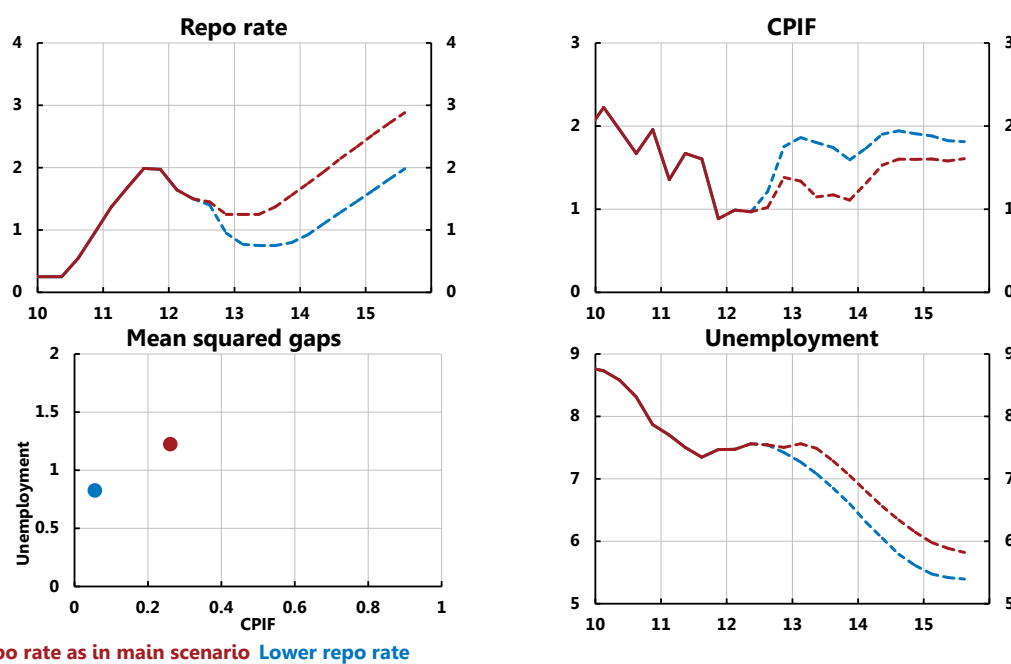 Repo rate
CPIF
4 4 3 3
3 3
2 2 2 2
1 1 1 1
0 0 0 0
10 11 12 13 14 15
10 11 12 13 14 15
Mean squared gaps
Unemployment
2 9 9
1.5 8 8
1 7 7
0.5 6 6
0 5 5
Unemployment
0 0.2 0.4 0.6 0.8 1
CPIF
10 11 12 13 14 15
rate as in main scenario Lower repo rate